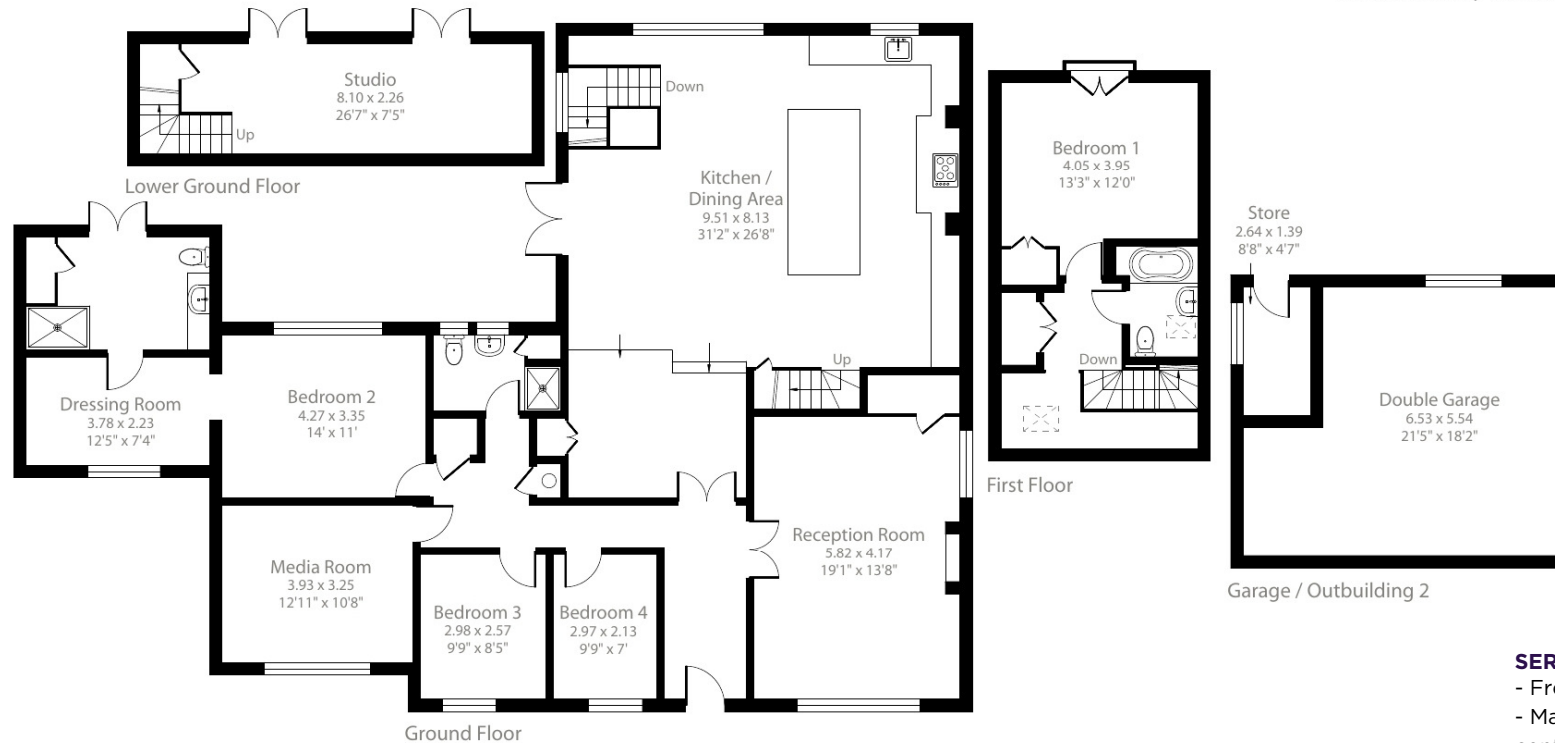 Studio
8.10 x 2.26
26'7" x 7'5"
Up
Lower Ground Floor
Down
Kitchen /
Dining Area
9.51 x 8.13
31'2" x 26'8"
Up
Dressing Room
3.78 x 2.23
12'5" x 7'4"
Bedroom 2
4.27 x 3.35
14' x 11'
Media Room
3.93 x 3.25
12'11" x 10'8"
Bedroom 3
2.98 x 2.57
9'9" x 8'5"
Bedroom 4
2.97 x 2.13
9'9" x 7'
Reception Room
5.82 x 4.17
19'1" x 13'8"
Ground Floor
Bedroom 1
4.05 x 3.95
13'3" x 12'0"
Down
First Floor
Store
2.64 x 1.39
8'8" x 4'7"
Double Garage
6.53 x 5.54
21'5" x 18'2"
Garage / Outbuilding 2
SER
- Fre
- Ma